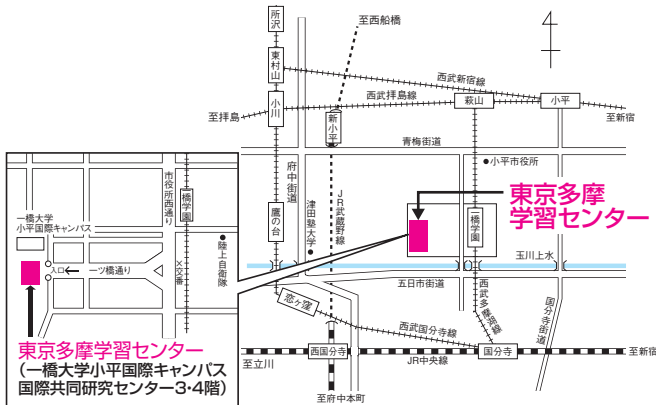 所沢
至西船橋
4
東村山
西武新宿線
小川
西武拝島線
萩山
小平
至拝島
至新宿
新小平
青梅街道
小平市役所
府中街道
津田塾大学
JR武蔵野線
鷹の台
東京多摩
学習センター
一橋学園
玉川上水
五日市街道
恋ヶ窪
西武多摩湖線
国分寺街道
西武国分寺線
西国分寺
国分寺
至立川
JR中央線
至新宿
至府中本町
市役所西通り
一橋学園
一橋大学
小平国際キャンパス
陸上自衛隊
入口
一ツ橋通り
×交番
東京多摩学習センター
(一橋大学小平国際キャンパス
国際共同研究センター3・4階)